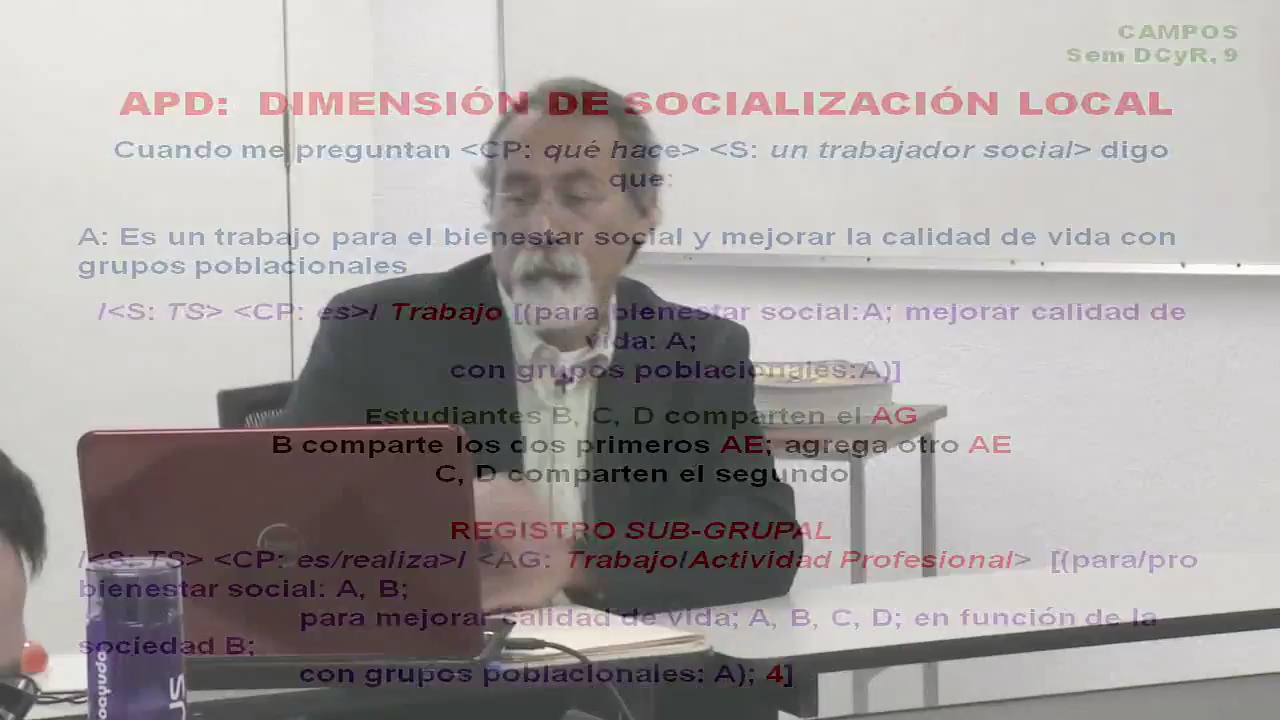 CAMPOS
Sem DCyR, 9
APD: DIMENSIÓN DE SOCIALIZACIÓN LOCAL
Cuando me preguntan <CP: qué hace> <S: un trabajador social> digo
que:
A: Es un trabajo para el bienestar social y mejorar la calidad de vida con
grupos poblacionales
/<S: TS> <CP: es>/ Trabajo [(para bienestar social:A; mejorar calidad de
vida: A;
con grupos poblacionales:A)]
Estudiantes B, C, D comparten el AG
B comparte los dos primeros AE; agrega otro AE
C, D comparten el segundo
REGISTRO SUB-GRUPAL
/<S: TS> <CP: es/realiza>/ <AG: Trabajo/Actividad Profesional> [(para/pro
bienestar social: A, B;
para mejorar calidad de vida; A, B, C, D; en función de la
sociedad B;
con grupos poblacionales: A); 4]
DELL